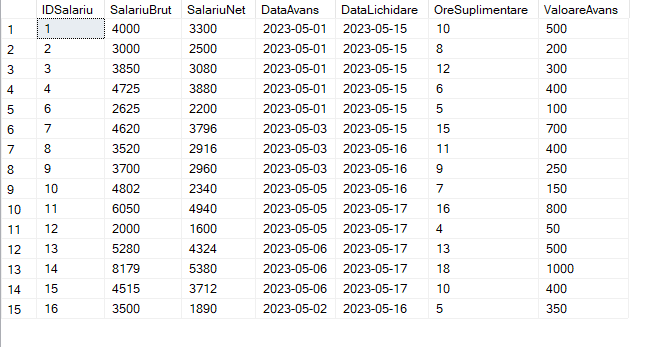 IDSalariu SalariuBrut SalariuNet DataAvans DataLichidare OreSuplimentare ValoareAvans
1 1 4000 3300 2023-05-01 2023-05-15 10 500
2 2 3000 2500 2023-05-01 2023-05-15 8 200
3 3 3850 3080 2023-05-01 2023-05-15 12 300
4 4 4725 3880 2023-05-01 2023-05-15 6 400
5 6 2625 2200 2023-05-01 2023-05-15 5 100
6 7 4620 3796 2023-05-03 2023-05-15 15 700
7 8 3520 2916 2023-05-03 2023-05-16 11 400
8 9 3700 2960 2023-05-03 2023-05-16 9 250
9 10 4802 2340 2023-05-05 2023-05-16 7 150
10 11 6050 4940 2023-05-05 2023-05-17 16 800
11 12 2000 1600 2023-05-05 2023-05-17 4 50
12 13 5280 4324 2023-05-06 2023-05-17 13 500
13 14 8179 5380 2023-05-06 2023-05-17 18 1000
14 15 4515 3712 2023-05-06 2023-05-17 10 400
15 16 3500 1890 2023-05-02 2023-05-16 5 350